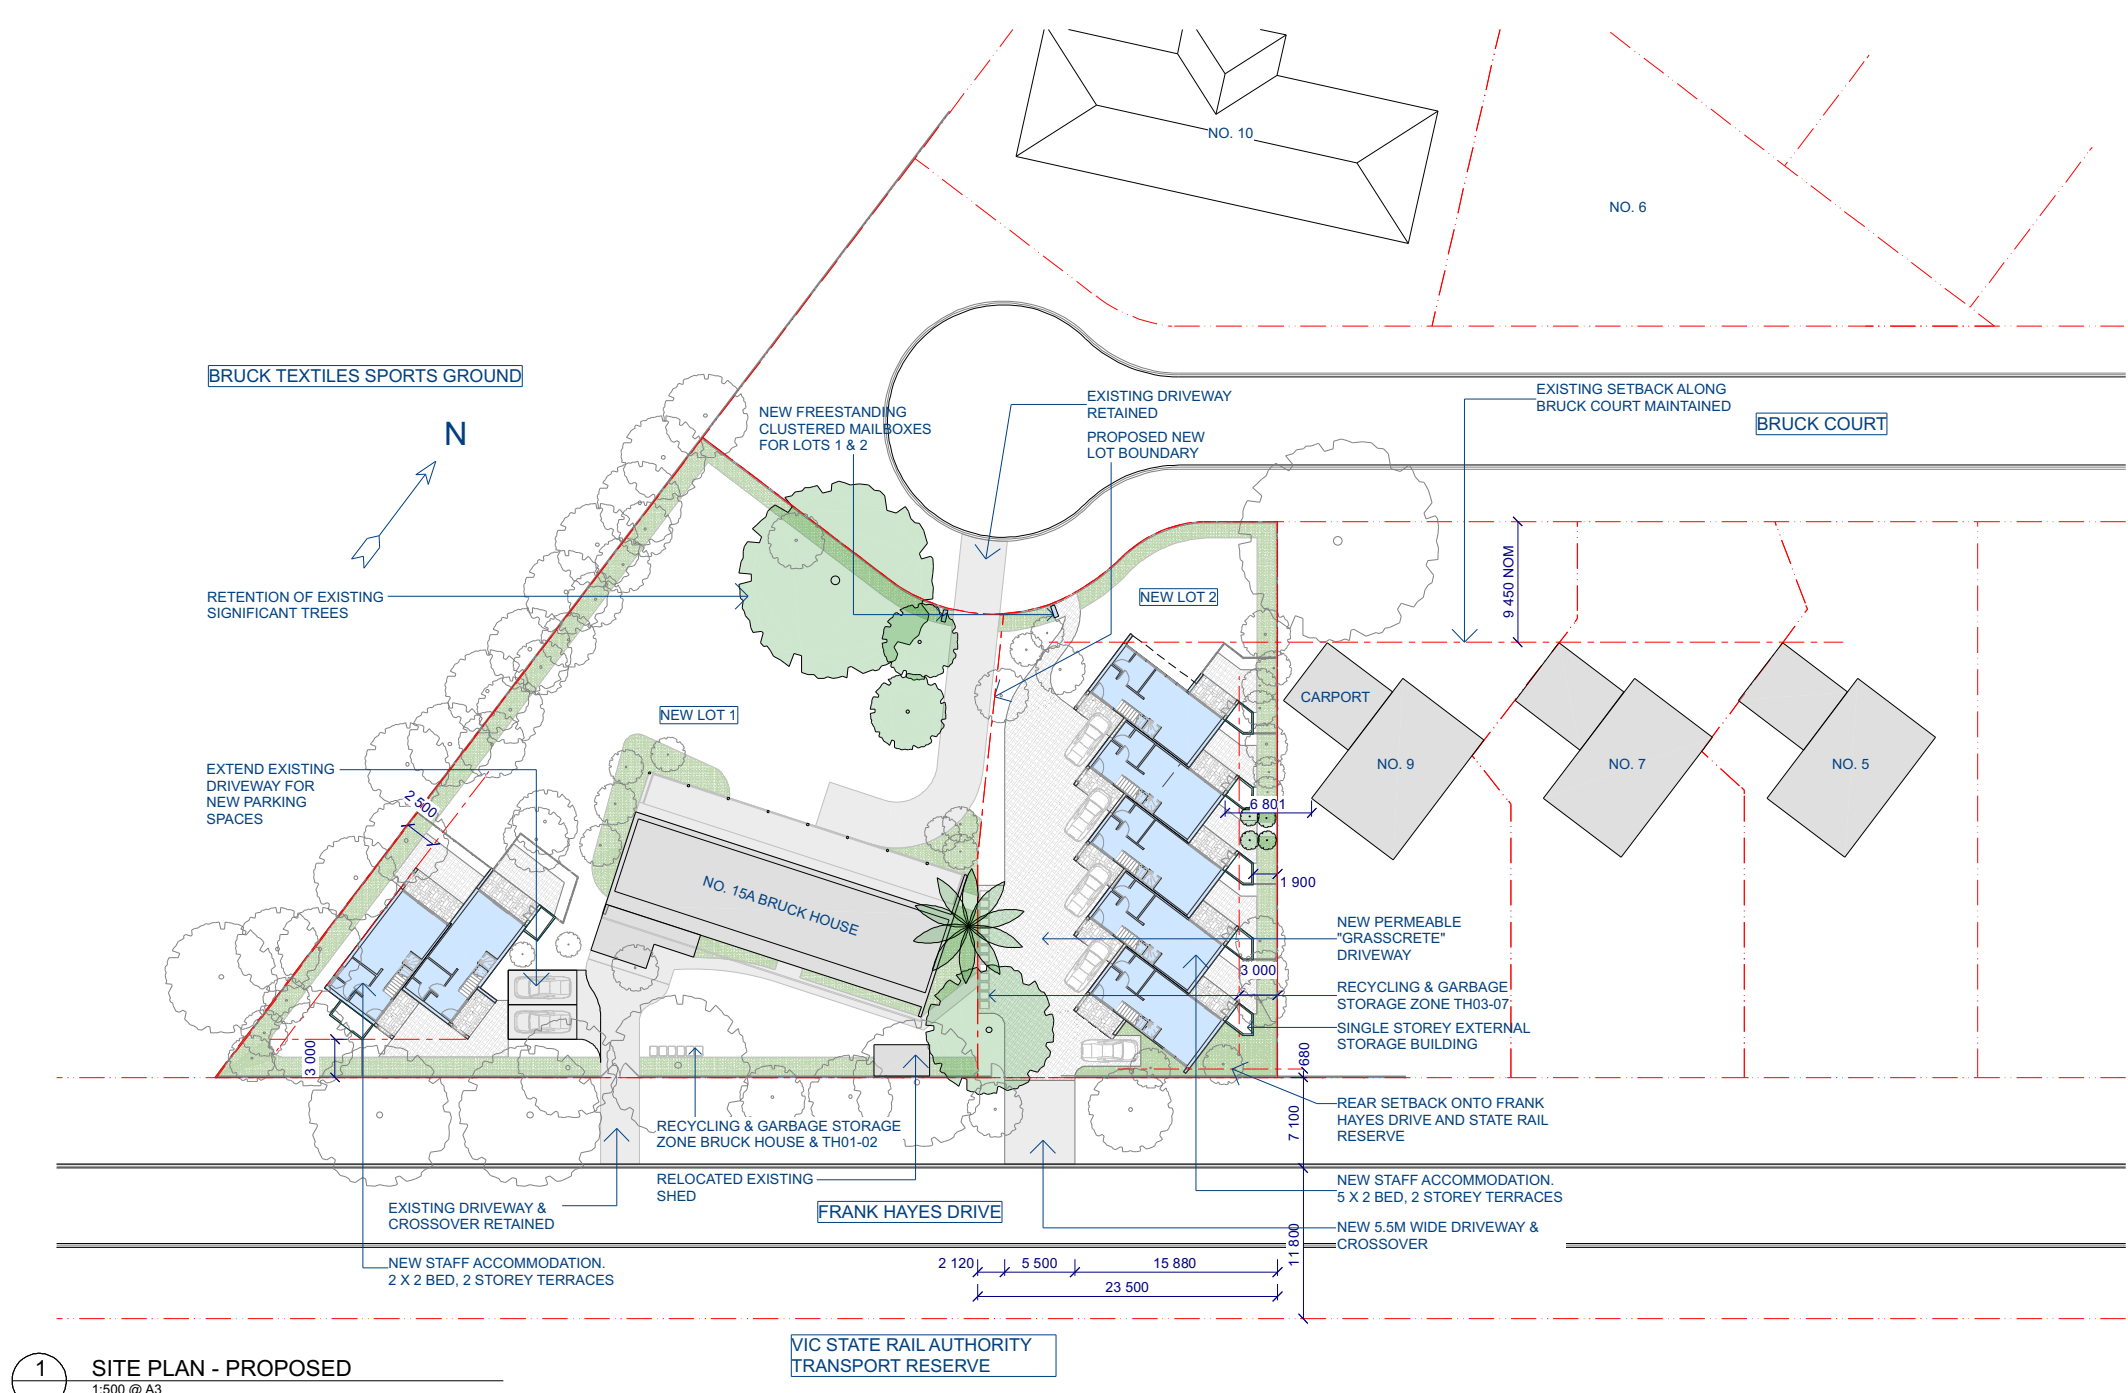 NO. 10
NO. 6
BRUCK TEXTILES SPORTS GROUND
N
NEW FREESTANDING
CLUSTERED MAILBOXES
FOR LOTS 1 & 2
EXISTING DRIVEWAY
RETAINED
PROPOSED NEW
LOT BOUNDARY
EXISTING SETBACK ALONG
BRUCK COURT MAINTAINED
BRUCK COURT
RETENTION OF EXISTING
SIGNIFICANT TREES
NEW LOT 2
9 450 NOM
NEW LOT 1
CARPORT
NO. 9
NO. 7
NO. 5
EXTEND EXISTING
DRIVEWAY FOR
NEW PARKING
SPACES
2 500
6 801
1 900
NO. 15A BRUCK HOUSE
NEW PERMEABLE
"GRASSCRETE"
DRIVEWAY
3 000
RECYCLING & GARBAGE
STORAGE ZONE TH03-07
SINGLE STOREY EXTERNAL
STORAGE BUILDING
3 000
680
REAR SETBACK ONTO FRANK
HAYES DRIVE AND STATE RAIL
RESERVE
7 100
RECYCLING & GARBAGE STORAGE
ZONE BRUCK HOUSE & TH01-02
RELOCATED EXISTING
SHED
NEW STAFF ACCOMMODATION.
5 X 2 BED, 2 STOREY TERRACES
EXISTING DRIVEWAY &
CROSSOVER RETAINED
FRANK HAYES DRIVE
NEW 5.5M WIDE DRIVEWAY &
CROSSOVER
11 800
NEW STAFF ACCOMMODATION.
2 X 2 BED, 2 STOREY TERRACES
2 120
5 500
15 880
23 500
VIC STATE RAIL AUTHORITY
TRANSPORT RESERVE
1
SITE PLAN - PROPOSED
1:500 @ A3